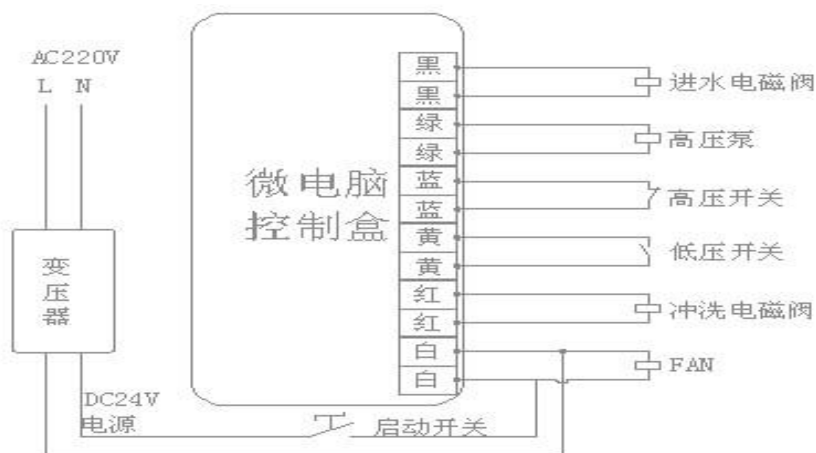 AC220V
L N
变压器
DC24V
电源
微电脑
控制盒
黑
黑
绿
绿
蓝
蓝
黄
黄
红
红
白
白
进水电磁阀
高压泵
高压开关
低压开关
冲洗电磁阀
FAN
启动开关